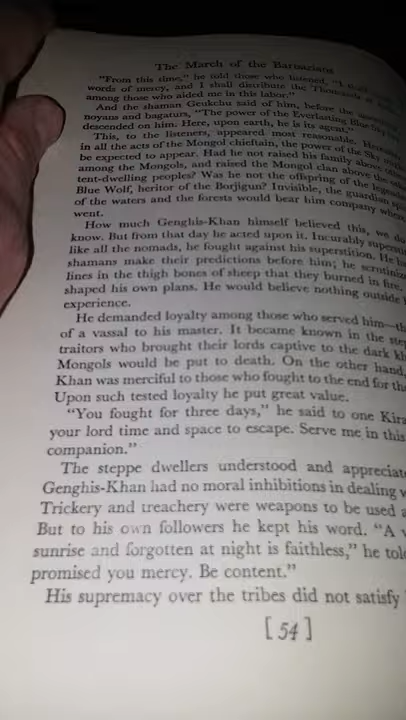 The March of the Barbarians
"From this time," he told those who listened,
words of mercy, and I shall distribute the Thousands
among those who aided me in this labor."
And the shaman Geukchu said of him, before the
noyans and bagaturs, "The power of the Everlasting Blue Sky
descended on him. Here, upon earth, he is its agent."
This, to the listeners, appeared most reasonable.
in all the acts of the Mongol chieftain, the power of the Sky
be expected to appear. Had he not raised his family above
among the Mongols, and raised the Mongol clan above the
tent-dwelling peoples? Was he not the offspring of the
Blue Wolf, heritor of the Borjigun? Invisible, the guardian
of the waters and the forests would bear him company
went.
How much Genghis-Khan himself believed this, we do
know. But from that day he acted upon it. Incurably
like all the nomads, he fought against his superstition. He
shamans make their predictions before him; he
lines in the thigh bones of sheep that they burned in fire.
shaped his own plans. He would believe nothing outside
experience.
He demanded loyalty among those who served him—
of a vassal to his master. It became known in the
traitors who brought their lords captive to the dark
Mongols would be put to death. On the other hand,
Khan was merciful to those who fought to the end for
Upon such tested loyalty he put great value.
"You fought for three days," he said to one
your lord time and space to escape. Serve me in this
companion."
The steppe dwellers understood and
Genghis-Khan had no moral inhibitions in dealing
Trickery and treachery were weapons to be used
But to his own followers he kept his word. "A
sunrise and forgotten at night is faithless," he
promised you mercy. Be content."
His supremacy over the tribes did not satisfy
[ 54 ]